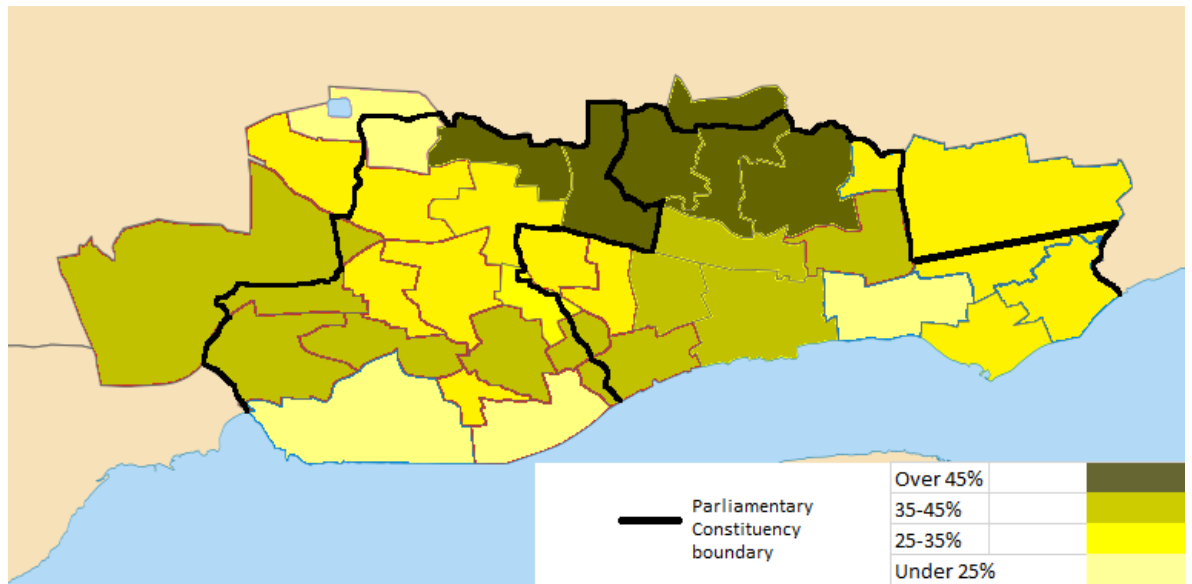 Parliamentary
Constituency
boundary
Over 45%
35-45%
25-35%
Under 25%